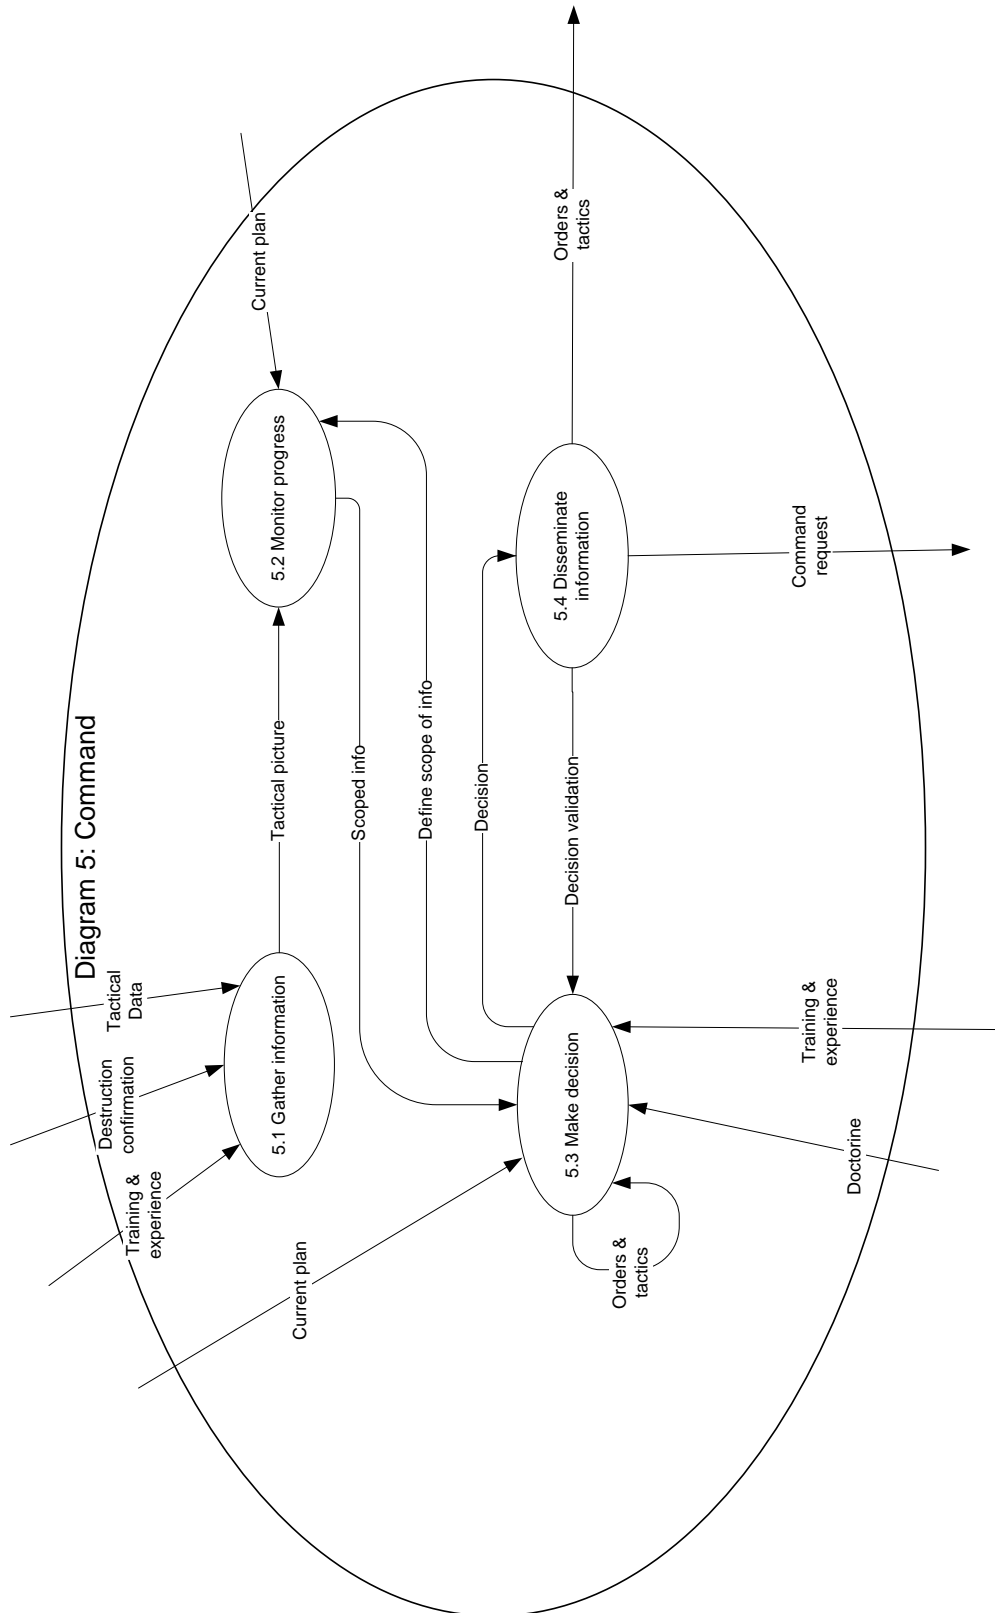 Diagram 5: Command
Training &
experience
Destruction
confirmation
Tactical
Data
Current plan
5.1 Gather information
Tactical picture
5.2 Monitor progress
Current plan
Scoped info
Define scope of info
Decision
5.3 Make decision
Decision validation
5.4 Disseminate
information
Orders &
tactics
Orders &
tactics
Doctorine
Training &
experience
Command
request